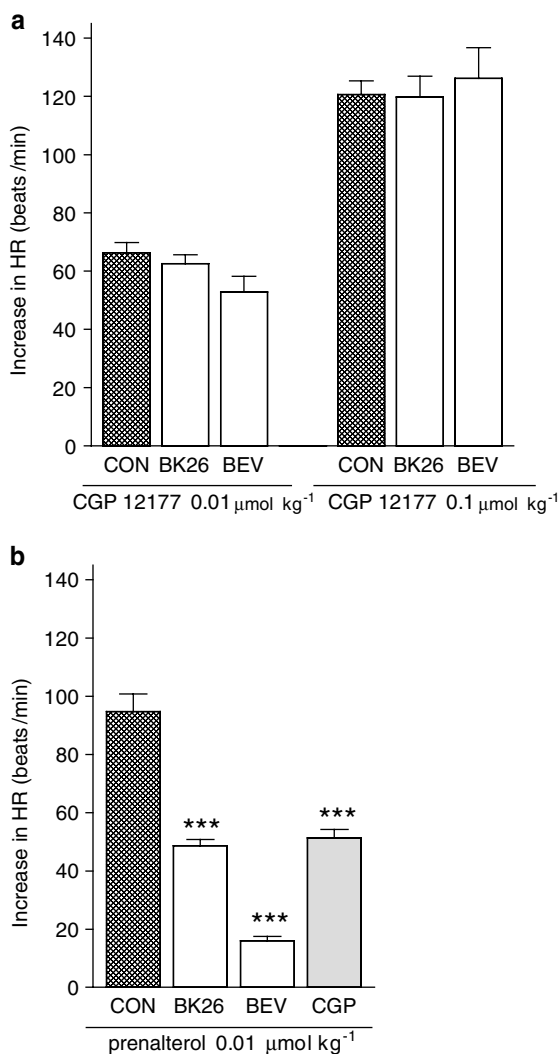 a
Increase in HR (beats /min)
140
120
100
80
60
40
20
0
CON BK26 BEV CON BK26 BEV
CGP 12177 0.01 μmol kg-1 CGP 12177 0.1 μmol kg-1
b
Increase in HR (beats /min)
140
120
100
80
60
40
20
0
***
***
***
CON BK26 BEV CGP
prenalterol 0.01 μmol kg-1